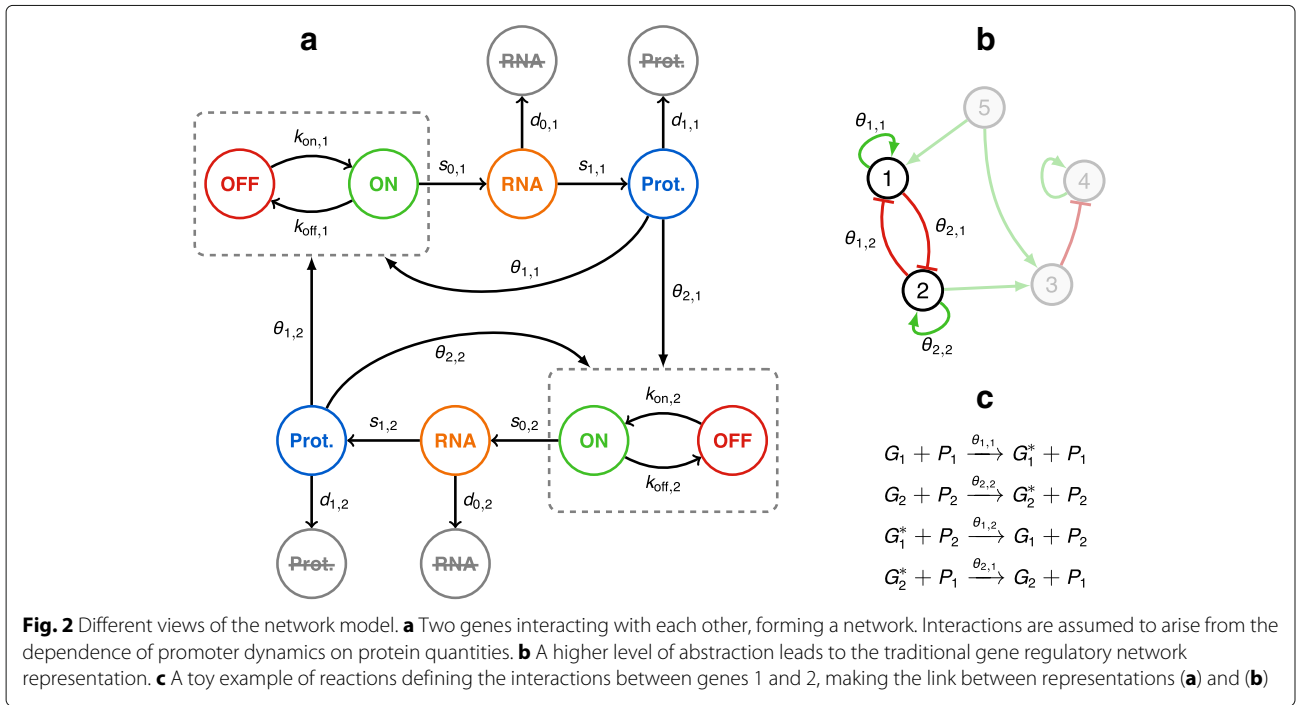 a
RNA
Prot.
d0,1
d1,1
kon,1
OFF
ON
s0,1
RNA
s1,1
Prot.
koff,1
θ1,1
θ2,1
θ1,2
θ2,2
kon,2
Prot.
s1,2
RNA
s0,2
ON
OFF
koff,2
d1,2
d0,2
Prot.
RNA
b
5
θ1,1
1
4
θ1,2
θ2,1
2
3
θ2,2
c
G1 + P1 —θ1,1→ G1* + P1
G2 + P2 —θ2,2→ G2* + P2
G1* + P2 —θ1,2→ G1 + P2
G2* + P1 —θ2,1→ G2 + P1
Fig. 2 Different views of the network model. a Two genes interacting with each other, forming a network. Interactions are assumed to arise from the
dependence of promoter dynamics on protein quantities. b A higher level of abstraction leads to the traditional gene regulatory network
representation. c A toy example of reactions defining the interactions between genes 1 and 2, making the link between representations (a) and (b)